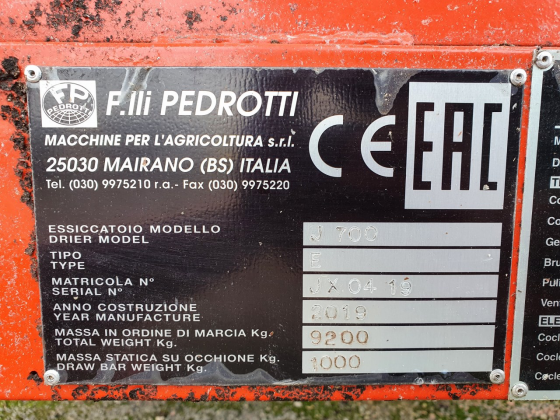 FP
PEDROTTI
F.lli PEDROTTI
MACCHINE PER L'AGRICOLTURA s.r.l.
25030 MAIRANO (BS) ITALIA
Tel. (030) 9975210 r.a.- Fax (030) 9975220
CE EAC
ESSICCATOIO MODELLO
DRIER MODEL
J 700
TIPO
TYPE
E
MATRICOLA N°
SERIAL N°
JX 04 19
ANNO COSTRUZIONE
YEAR MANUFACTURE
2019
MASSA IN ORDINE DI MARCIA Kg.
TOTAL WEIGHT Kg.
9200
MASSA STATICA SU OCCHIONE Kg.
DRAW BAR WEIGHT Kg.
1000